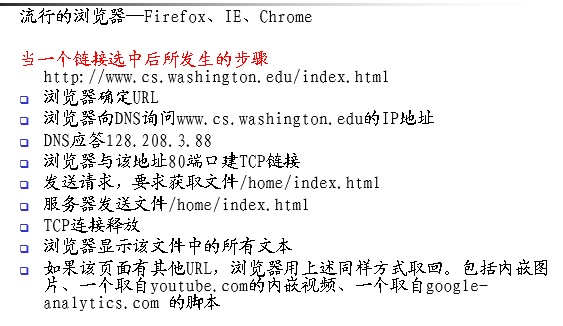 流行的浏览器—Firefox、IE、Chrome
当一个链接选中后所发生的步骤
http://www.cs.washington.edu/index.html
浏览器确定URL
浏览器向DNS询问www.cs.washington.edu的IP地址
DNS应答128.208.3.88
浏览器与该地址80端口建TCP链接
发送请求，要求获取文件/home/index.html
服务器发送文件/home/index.html
TCP连接释放
浏览器显示该文件中的所有文本
如果该页面有其他URL，浏览器用上述同样方式取回。包括内嵌图
片、一个取自youtube.com的内嵌视频、一个取自google-
analytics.com 的脚本